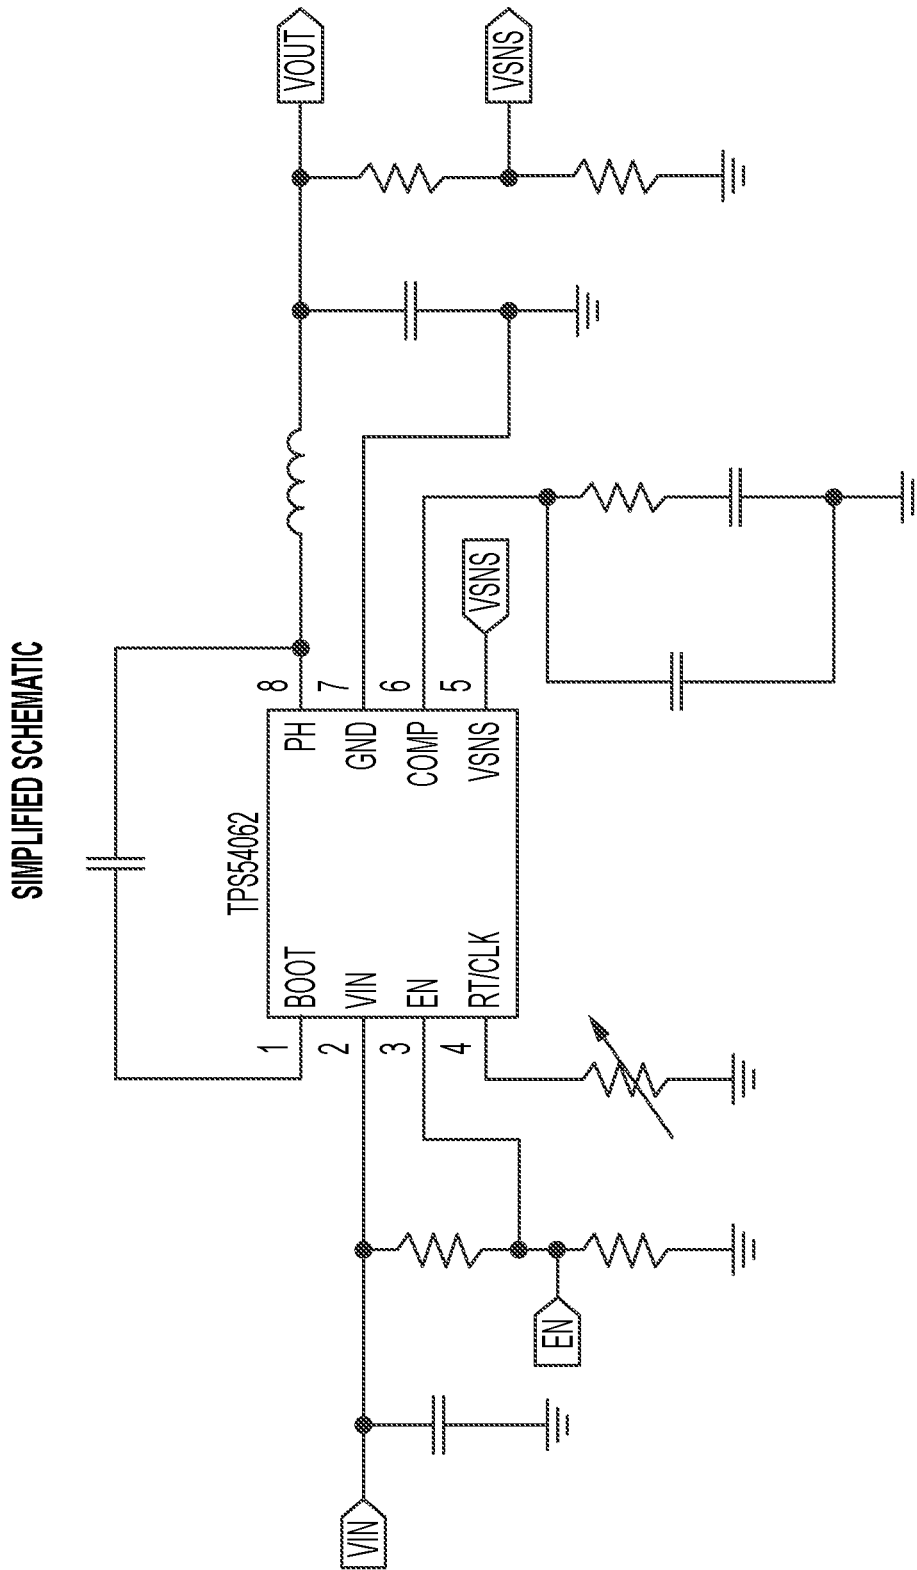 SIMPLIFIED SCHEMATIC
TPS54062
1
BOOT
PH
8
2
VIN
GND
7
3
EN
COMP
6
4
RT/CLK
VSNS
5
VIN
EN
VSNS
VOUT
VSNS